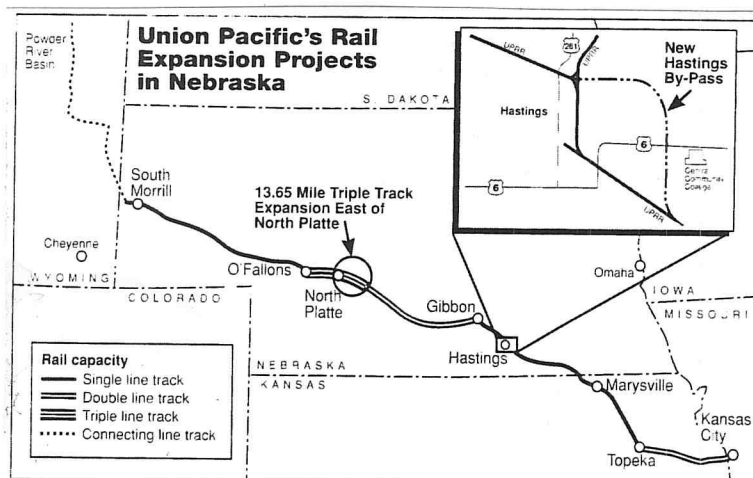 Union Pacific's Rail
Expansion Projects
in Nebraska
Powder
River
Basin
S. DAKOTA
South
Morrill
13.65 Mile Triple Track
Expansion East of
North Platte
Cheyenne
WYOMING
COLORADO
O'Fallons
North
Platte
Gibbon
Hastings
NEBRASKA
KANSAS
Omaha
IOWA
MISSOURI
Marysville
Topeka
Kansas
City
UPRR
281
UPRR
New
Hastings
By-Pass
Hastings
6
6
Central
Community
College
UPRR
Rail capacity
Single line track
Double line track
Triple line track
Connecting line track